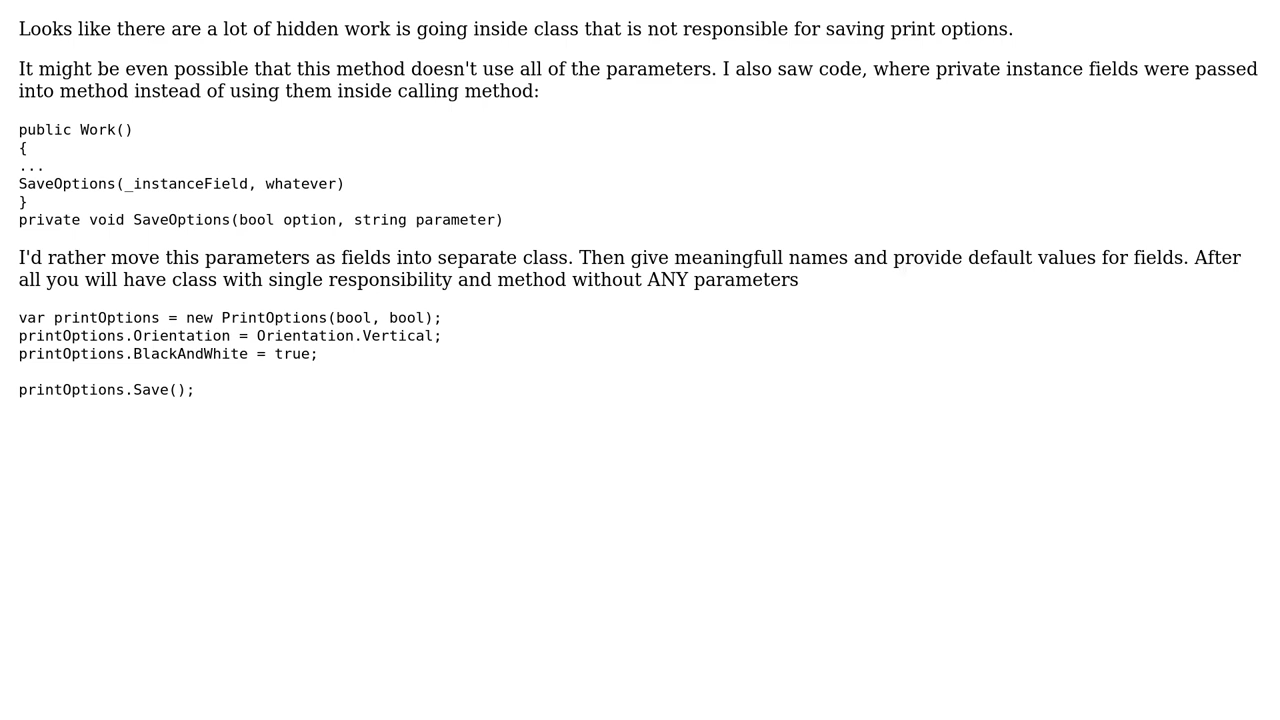 Looks like there are a lot of hidden work is going inside class that is not responsible for saving print options.
It might be even possible that this method doesn't use all of the parameters. I also saw code, where private instance fields were passed
into method instead of using them inside calling method:
public Work()
{
...
SaveOptions(_instanceField, whatever)
}
private void SaveOptions(bool option, string parameter)
I'd rather move this parameters as fields into separate class. Then give meaningfull names and provide default values for fields. After
all you will have class with single responsibility and method without ANY parameters
var printOptions = new PrintOptions(bool, bool);
printOptions.Orientation = Orientation.Vertical;
printOptions.BlackAndWhite = true;
printOptions.Save();